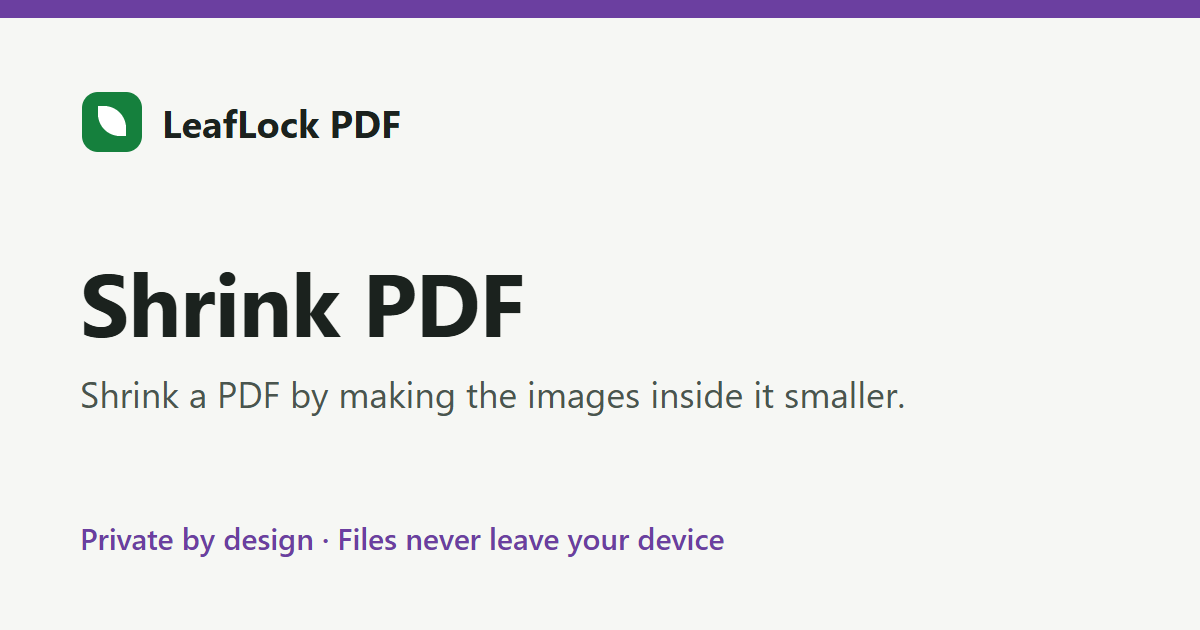 LeafLock PDF
Shrink PDF
Shrink a PDF by making the images inside it smaller.
Private by design · Files never leave your device